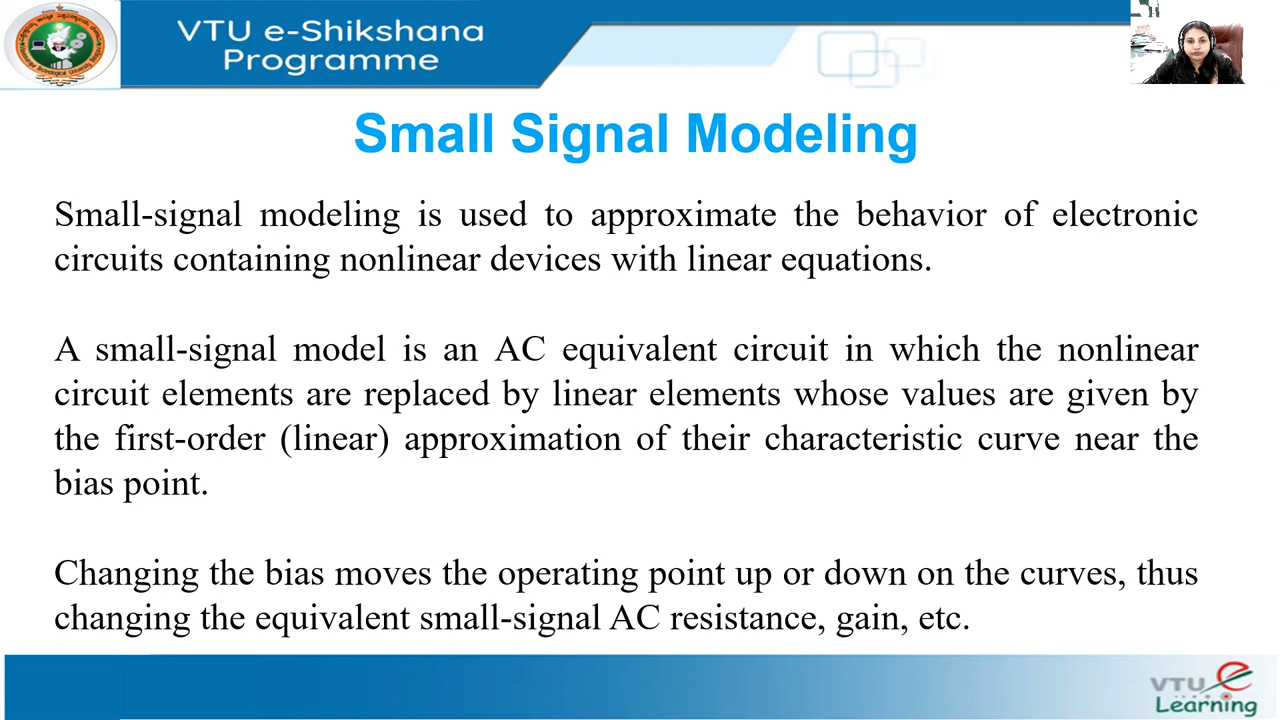 VTU e-Shikshana
Programme
Small Signal Modeling
Small-signal modeling is used to approximate the behavior of electronic
circuits containing nonlinear devices with linear equations.
A small-signal model is an AC equivalent circuit in which the nonlinear
circuit elements are replaced by linear elements whose values are given by
the first-order (linear) approximation of their characteristic curve near the
bias point.
Changing the bias moves the operating point up or down on the curves, thus
changing the equivalent small-signal AC resistance, gain, etc.
VTU e
Learning